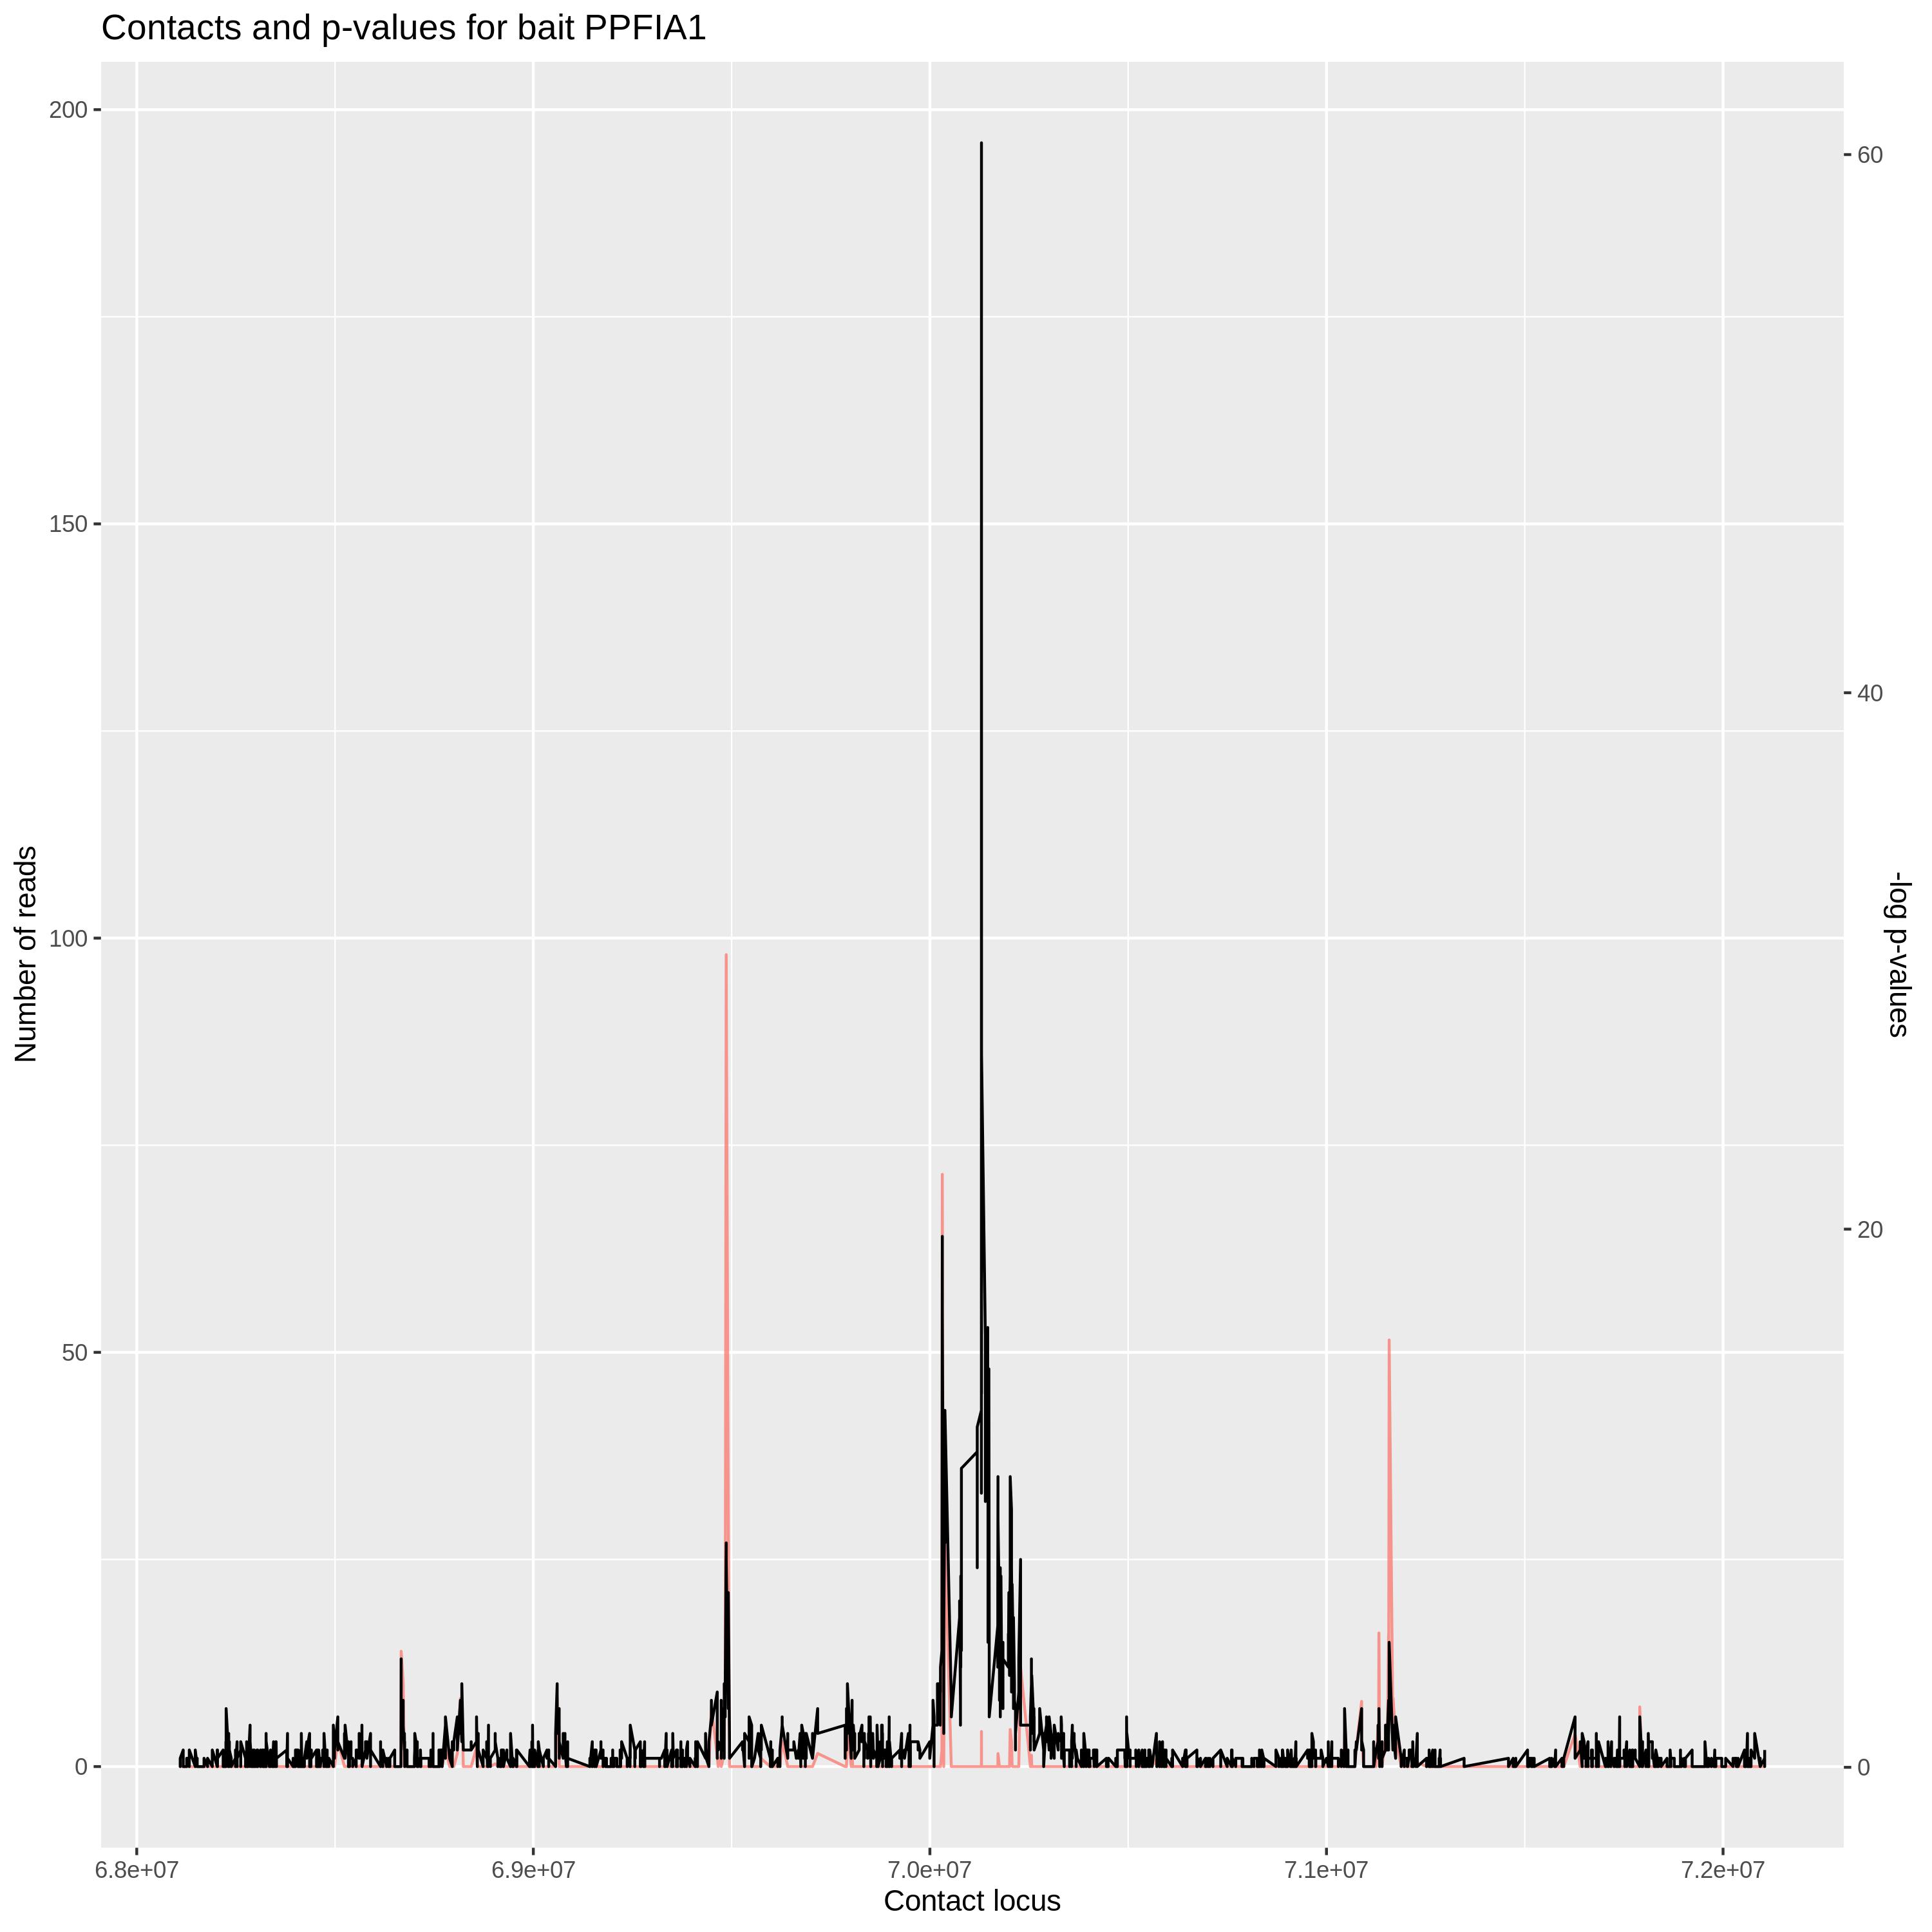 Contacts and p-values for bait PPFIA1
200
150
100
50
0
60
40
20
0
Number of reads
-log p-values
6.8e+07 6.9e+07 7.0e+07 7.1e+07 7.2e+07
Contact locus